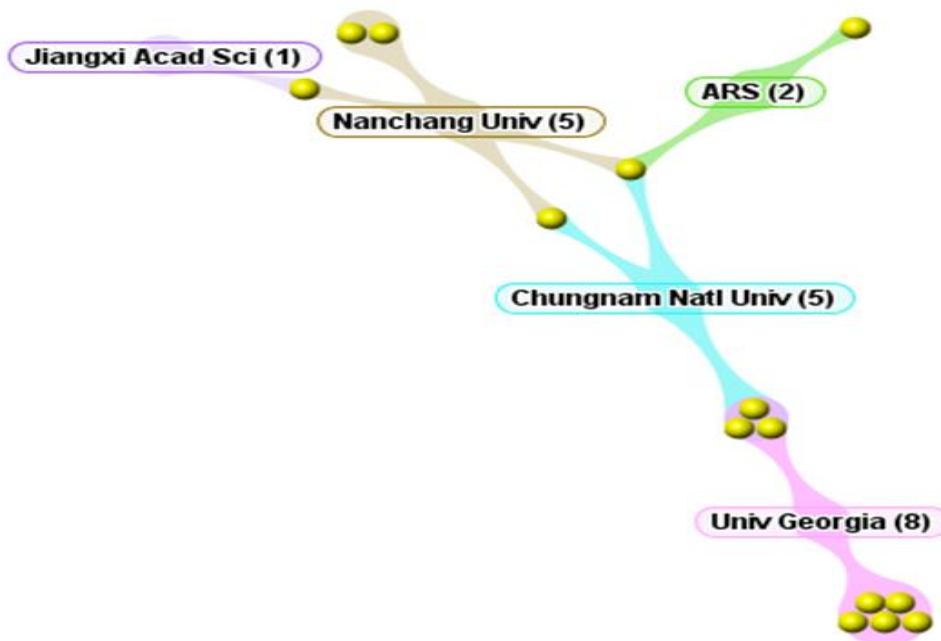 Jiangxi Acad Sci (1)
ARS (2)
Nanchang Univ (5)
Chungnam Natl Univ (5)
Univ Georgia (8)